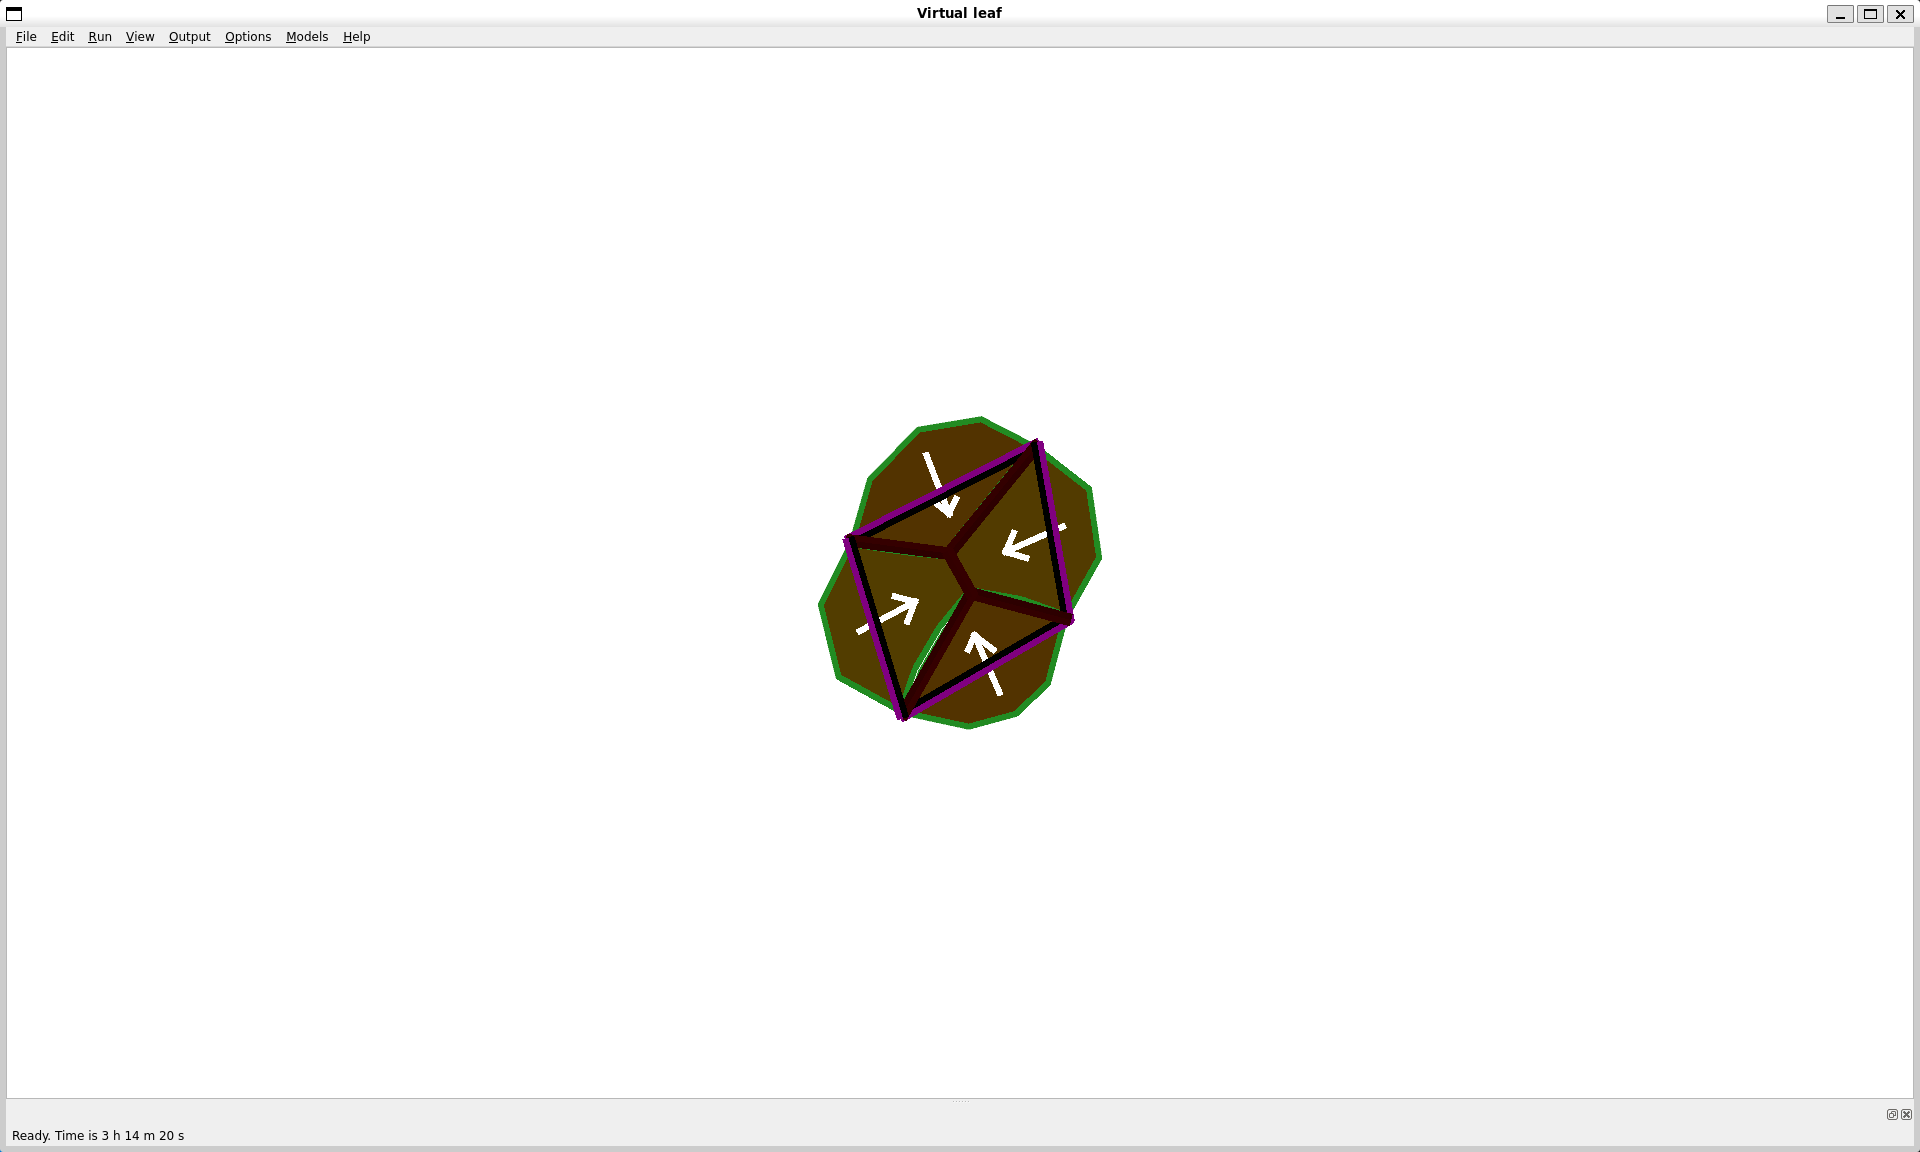 Virtual leaf
File Edit Run View Output Options Models Help
Ready. Time is 3 h 14 m 20 s